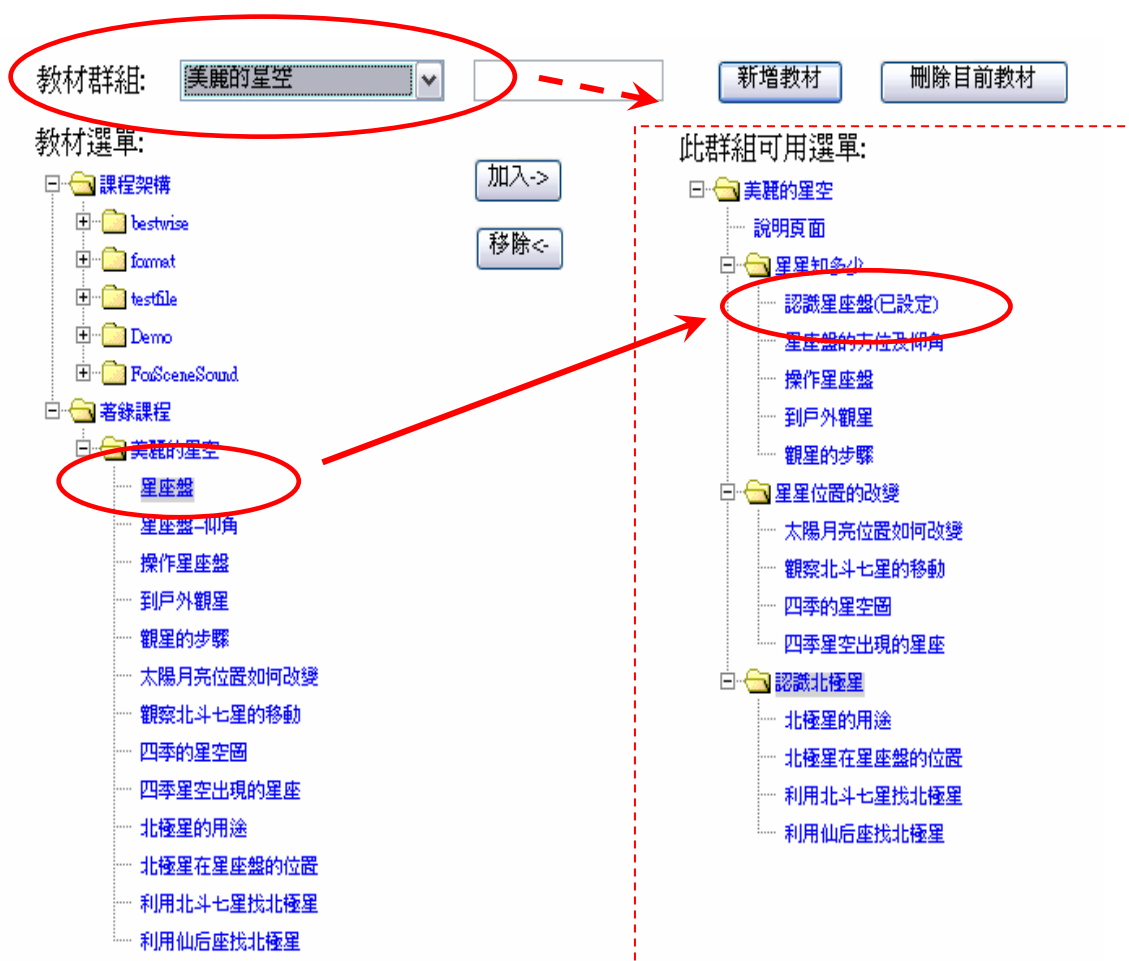 教材群組:
美麗的星空
新增教材
刪除目前教材
教材選單:
課程架構
bestwise
format
testfile
Demo
ForSceneSound
著錄課程
美麗的星空
星座盤
星座盤-仰角
操作星座盤
到戶外觀星
觀星的步驟
太陽月亮位置如何改變
觀察北斗七星的移動
四季的星空圖
四季星空出現的星座
北極星的用途
北極星在星座盤的位置
利用北斗七星找北極星
利用仙后座找北極星
加入->
移除<-
此群組可用選單:
美麗的星空
說明頁面
星星知多少
認識星座盤(已設定)
星座盤的方位及仰角
操作星座盤
到戶外觀星
觀星的步驟
星星位置的改變
太陽月亮位置如何改變
觀察北斗七星的移動
四季的星空圖
四季星空出現的星座
認識北極星
北極星的用途
北極星在星座盤的位置
利用北斗七星找北極星
利用仙后座找北極星